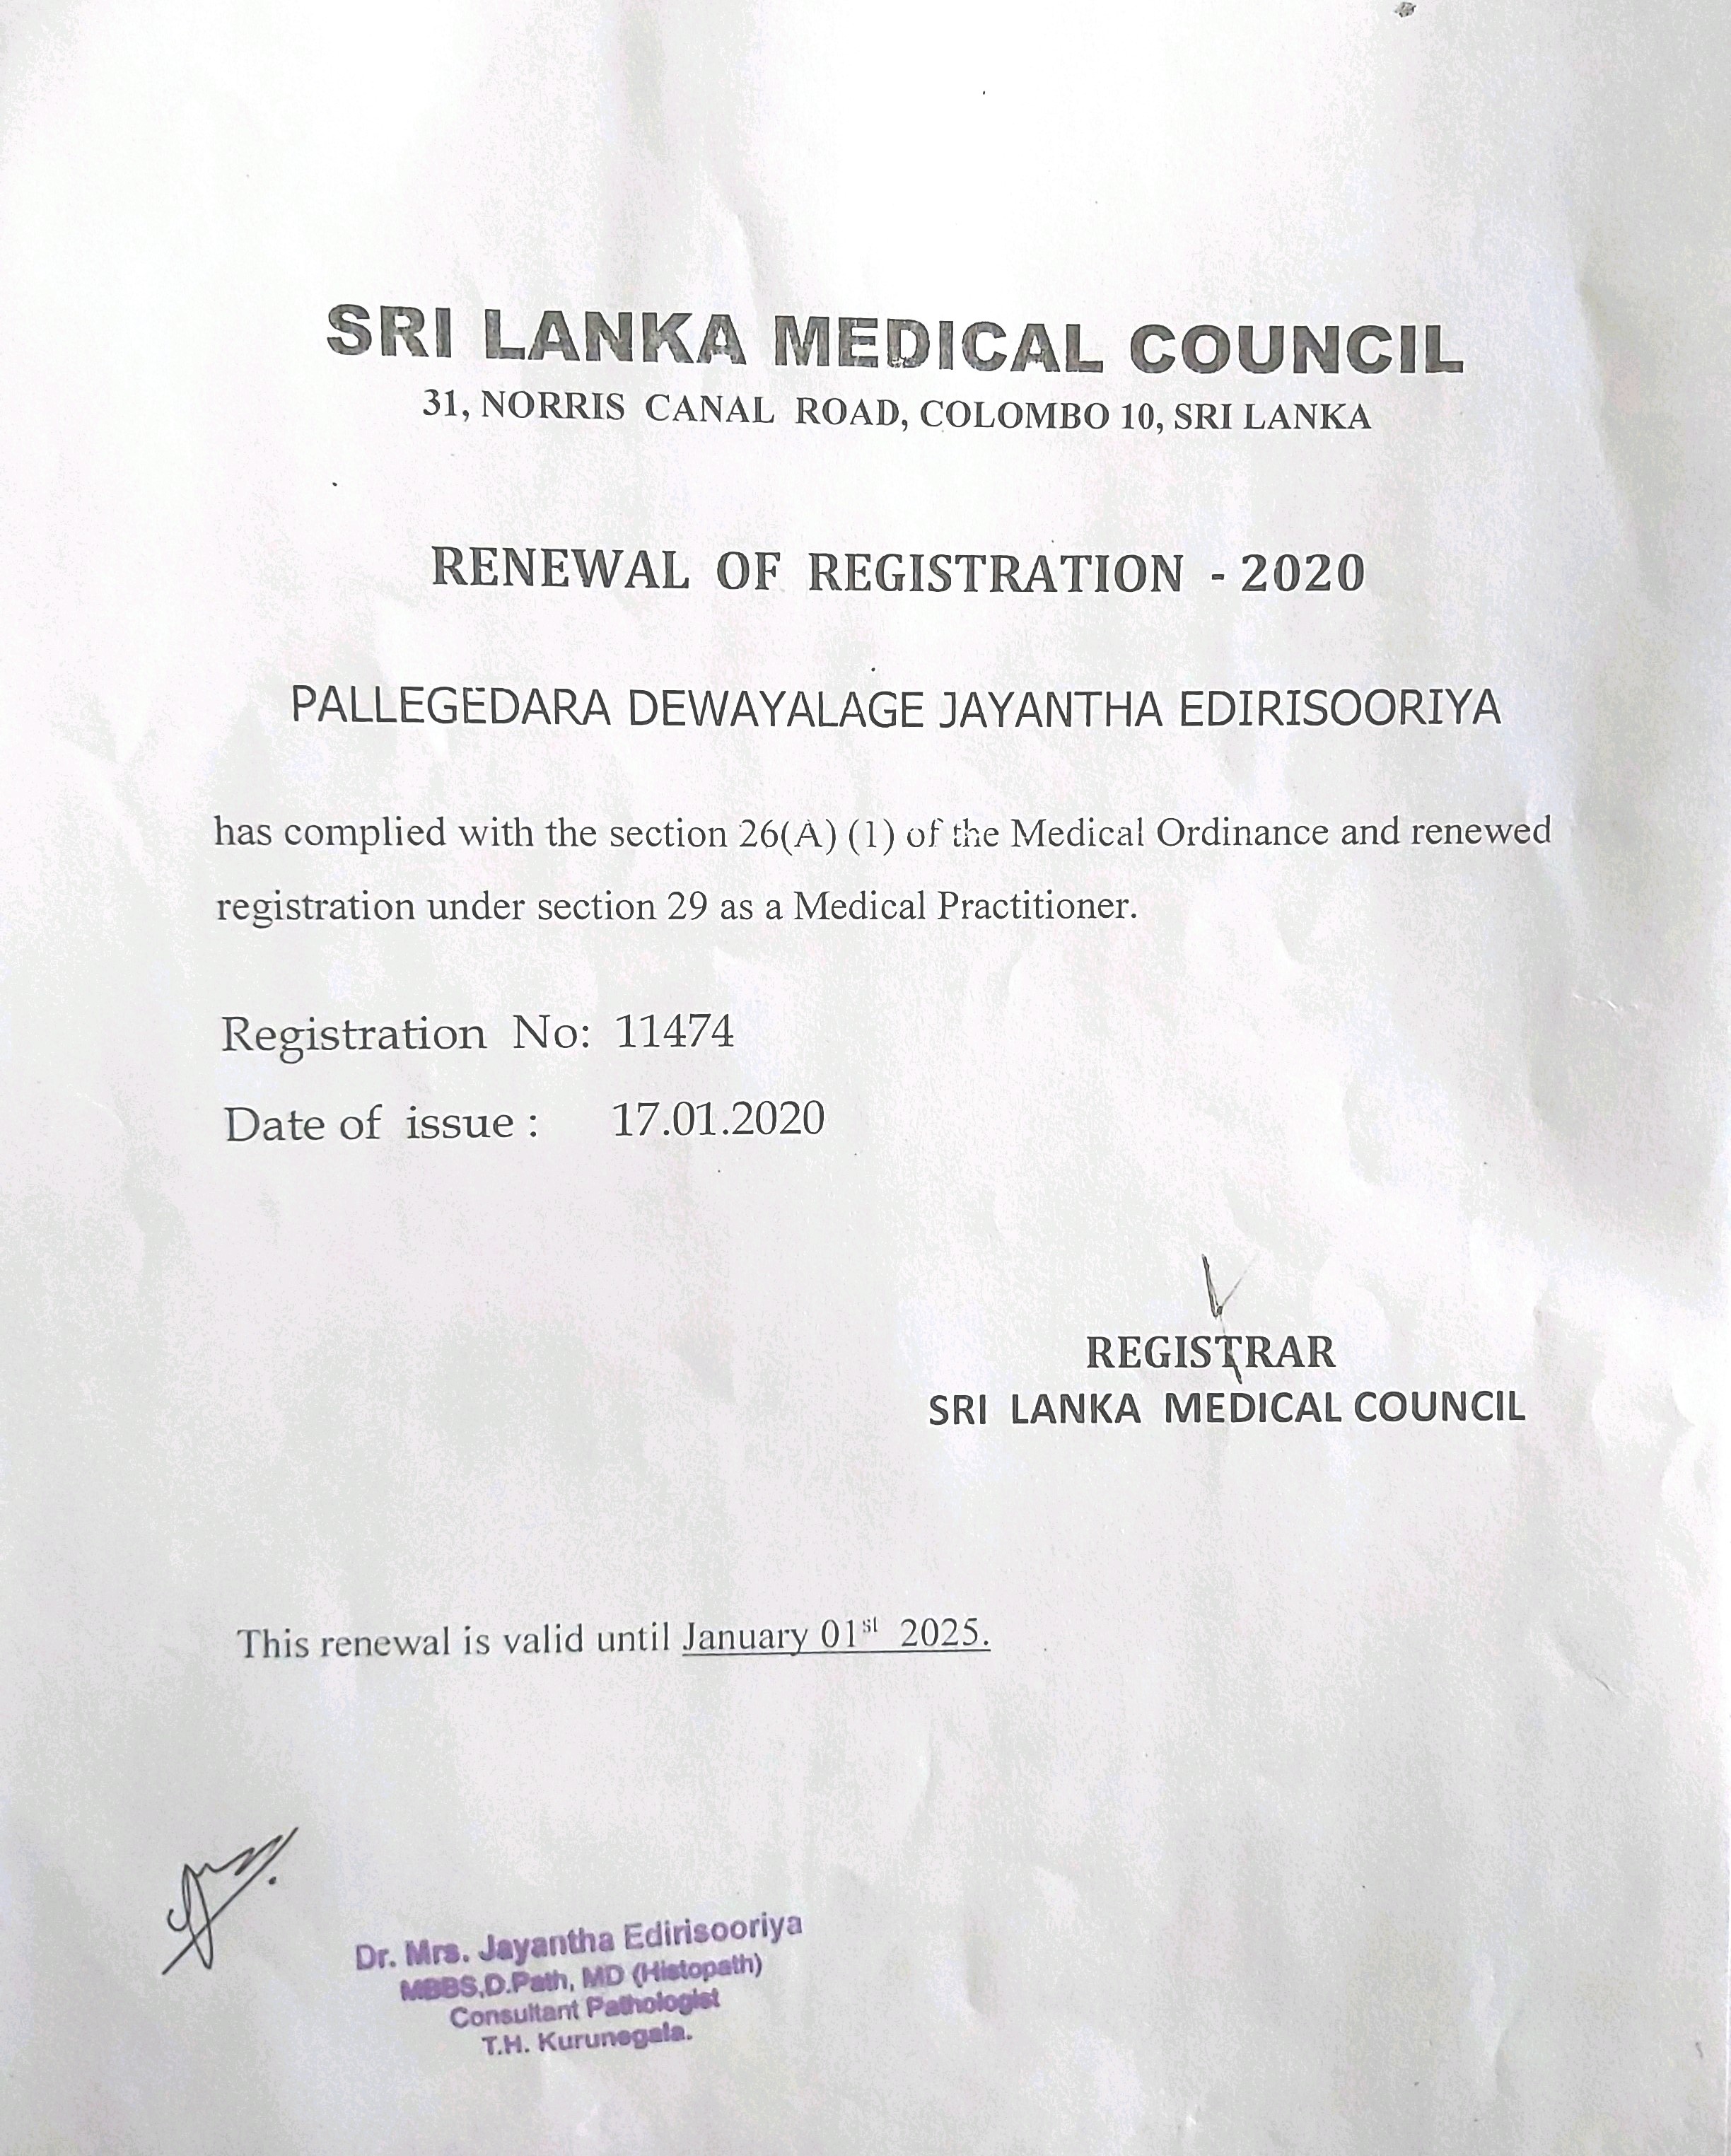 SRI LANKA MEDICAL COUNCIL
31, NORRIS CANAL ROAD, COLOMBO 10, SRI LANKA
RENEWAL OF REGISTRATION - 2020
PALLEGEDARA DEWAYALAGE JAYANTHA EDIRISOORIYA
has complied with the section 26(A) (1) of the Medical Ordinance and renewed
registration under section 29 as a Medical Practitioner.
Registration No: 11474
Date of issue : 17.01.2020
REGISTRAR
SRI LANKA MEDICAL COUNCIL
This renewal is valid until January 01st 2025.
Dr. Mrs. Jayantha Edirisooriya
MBBS,D.Path, MD (Histopath)
Consultant Pathologist
T.H. Kurunegala.